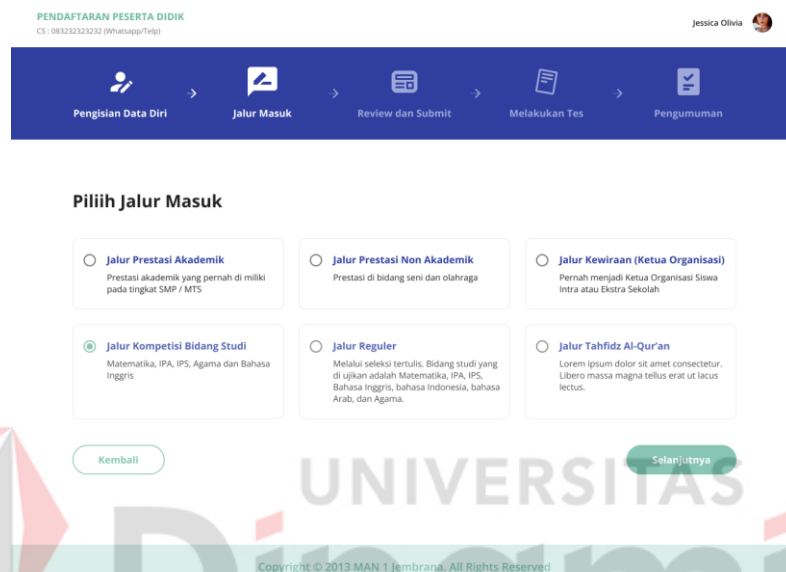 PENDAFTARAN PESERTA DIDIK
CS : 083232323232 (Whatsapp/Telp)
Jessica Olivia
Pengisian Data Diri
Jalur Masuk
Review dan Submit
Melakukan Tes
Pengumuman
Piliih Jalur Masuk
Jalur Prestasi Akademik
Prestasi akademik yang pernah di miliki
pada tingkat SMP / MTS
Jalur Prestasi Non Akademik
Prestasi di bidang seni dan olahraga
Jalur Kewiraan (Ketua Organisasi)
Pernah menjadi Ketua Organisasi Siswa
Intra atau Ekstra Sekolah
Jalur Kompetisi Bidang Studi
Matematika, IPA, IPS, Agama dan Bahasa
Inggris
Jalur Reguler
Melalui seleksi tertulis. Bidang studi yang
di ujikan adalah Matematika, IPA, IPS,
Bahasa Inggris, bahasa Indonesia, bahasa
Arab, dan Agama.
Jalur Tahfidz Al-Qur'an
Lorem ipsum dolor sit amet consectetur.
Libero massa magna tellus erat ut lacus
lectus.
Kembali
Selanjutnya
UNIVERSITAS
Copyright © 2013 MAN 1 Jembrana. All Rights Reserved